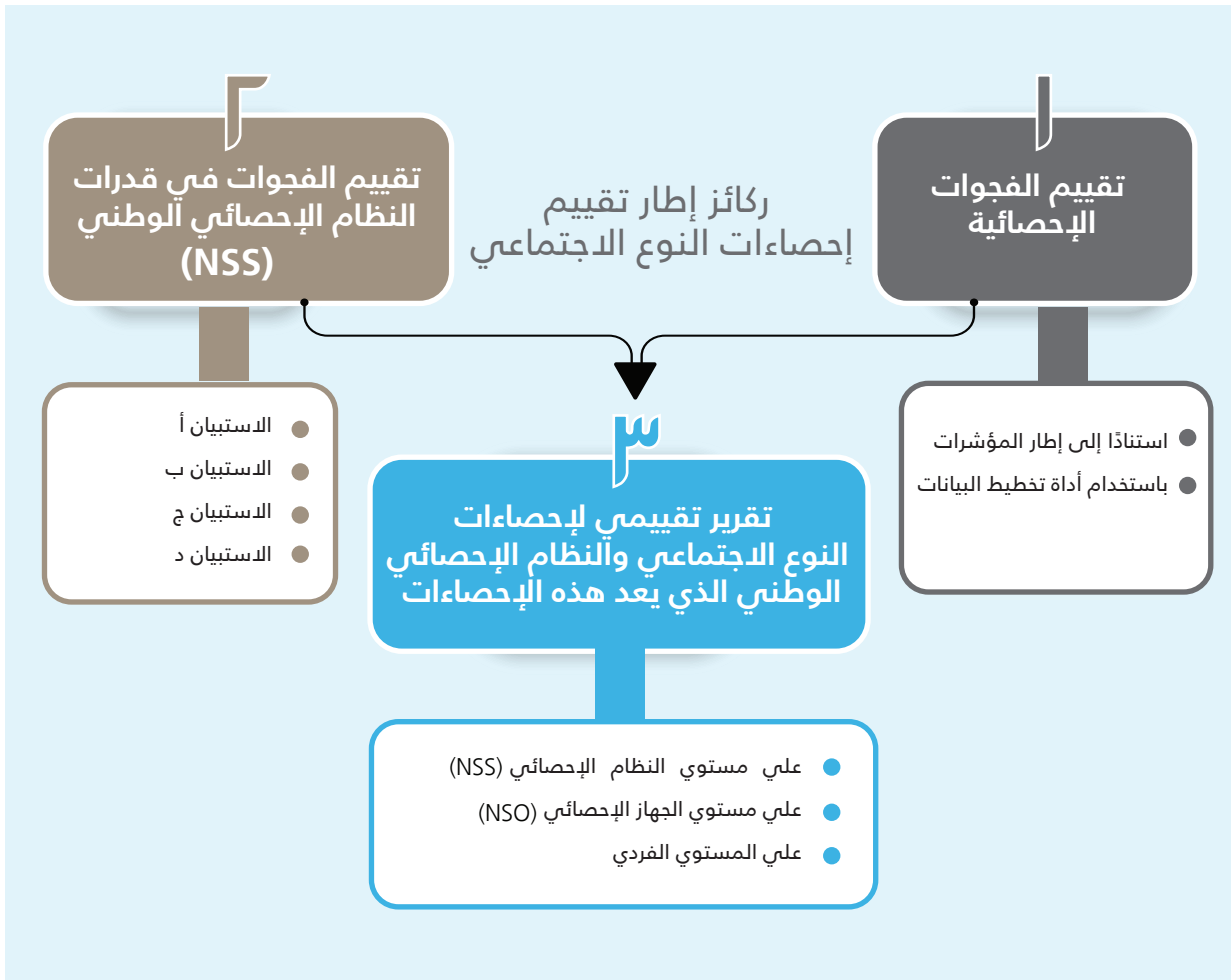 ركائز إطار تقييم
إحصاءات النوع الاجتماعي
١
تقييم الفجوات
الإحصائية
استنادًا إلى إطار المؤشرات
باستخدام أداة تخطيط البيانات
٢
تقييم الفجوات في قدرات
النظام الإحصائي الوطني
(NSS)
الاستبيان أ
الاستبيان ب
الاستبيان ج
الاستبيان د
٣
تقرير تقييمي لإحصاءات
النوع الاجتماعي والنظام الإحصائي
الوطني الذي يعد هذه الإحصاءات
علي مستوي النظام الإحصائي (NSS)
علي مستوي الجهاز الإحصائي (NSO)
علي المستوي الفردي